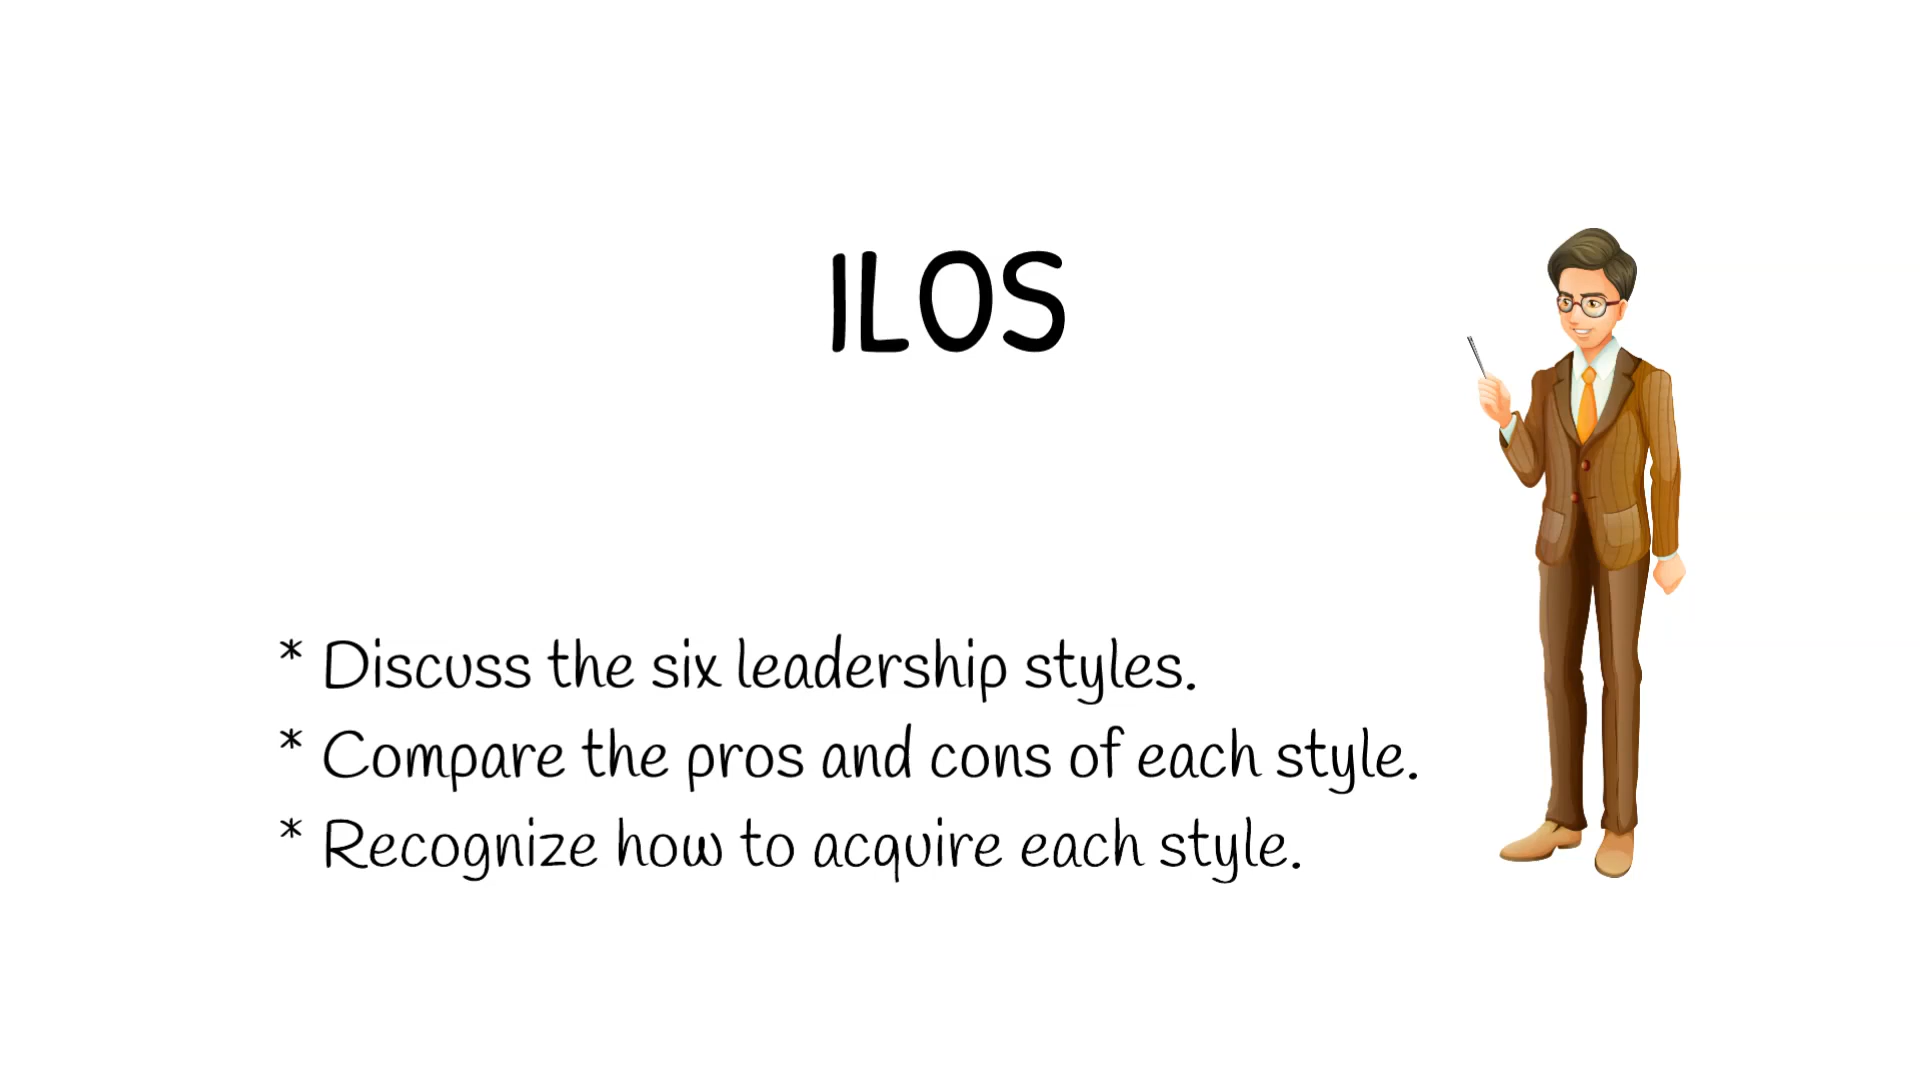 ILOS
* Discuss the six leadership styles.
* Compare the pros and cons of each style.
* Recognize how to acquire each style.